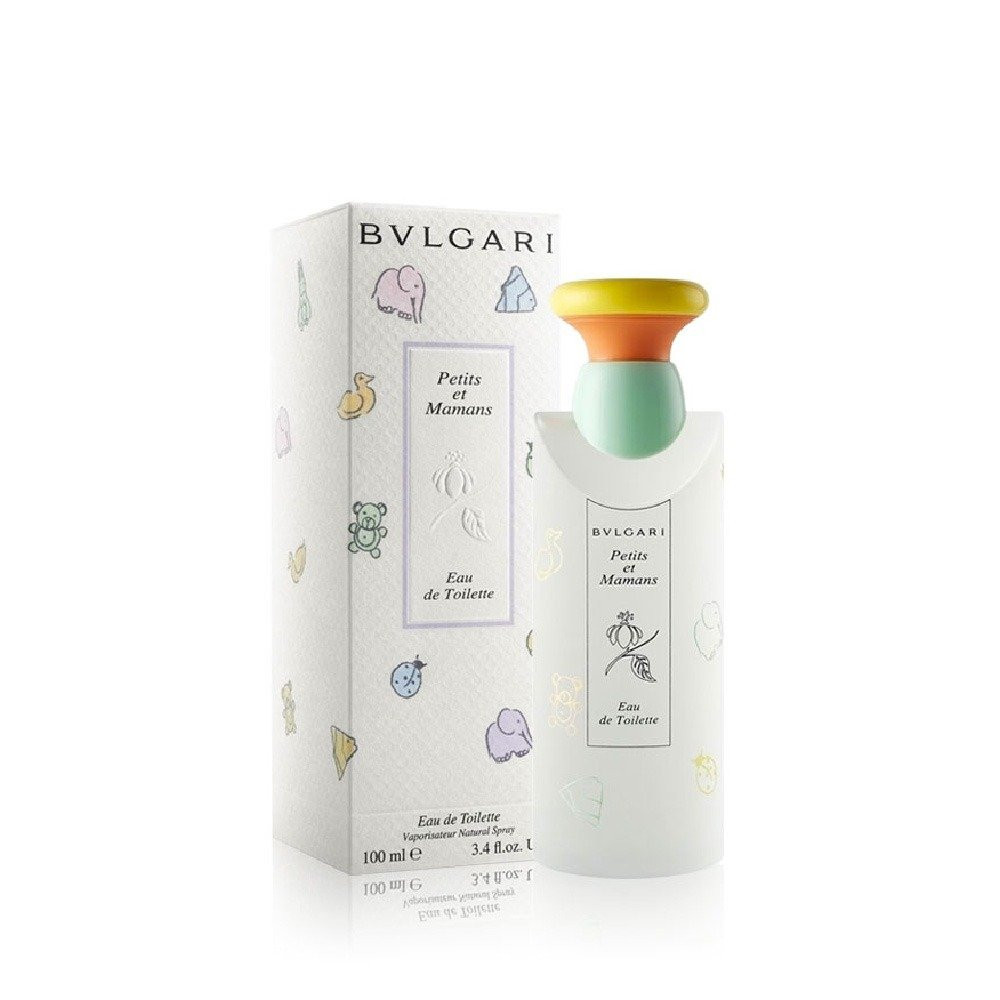 BVLGARI
Petits
et
Mamans
Eau
de Toilette
Eau de Toilette
Vaporisateur Natural Spray
100 ml e 3.4 fl.oz. U
BVLGARI
Petits
et
Mamans
Eau
de Toilette